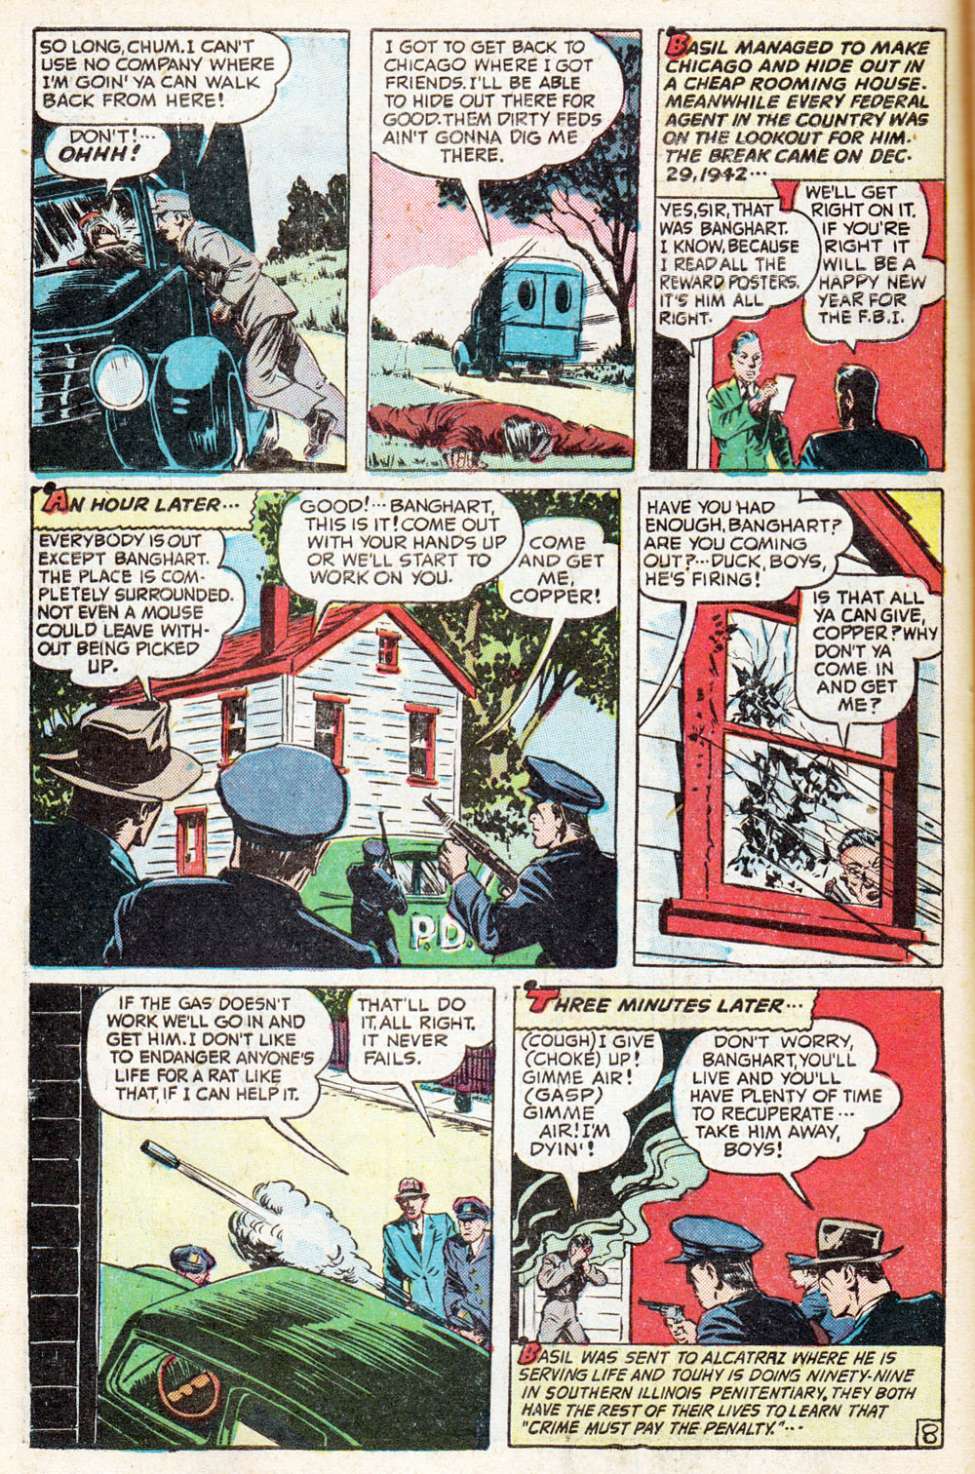 SO LONG, CHUM. I CAN'T
USE NO COMPANY WHERE
I'M GOIN' YA CAN WALK
BACK FROM HERE!
DON'T!...
OHHH!
I GOT TO GET BACK TO
CHICAGO WHERE I GOT
FRIENDS. I'LL BE ABLE
TO HIDE OUT THERE FOR
GOOD. THEM DIRTY FEDS
AIN'T GONNA DIG ME
THERE.
BASIL MANAGED TO MAKE
CHICAGO AND HIDE OUT IN
A CHEAP ROOMING HOUSE.
MEANWHILE EVERY FEDERAL
AGENT IN THE COUNTRY WAS
ON THE LOOKOUT FOR HIM.
THE BREAK CAME ON DEC.
29, 1942...
YES, SIR, THAT
WAS BANGHART.
I KNOW, BECAUSE
I READ ALL THE
REWARD POSTERS.
IT'S HIM ALL
RIGHT.
WE'LL GET
RIGHT ON IT.
IF YOU'RE
RIGHT IT
WILL BE A
HAPPY NEW
YEAR FOR
THE F.B.I.
AN HOUR LATER...
EVERYBODY IS OUT
EXCEPT BANGHART.
THE PLACE IS COM-
PLETELY SURROUNDED.
NOT EVEN A MOUSE
COULD LEAVE WITH-
OUT BEING PICKED
UP.
GOOD!... BANGHART,
THIS IS IT! COME OUT
WITH YOUR HANDS UP
OR WE'LL START TO
WORK ON YOU.
COME
AND GET
ME,
COPPER!
P.D.
HAVE YOU HAD
ENOUGH, BANGHART?
ARE YOU COMING
OUT?... DUCK, BOYS,
HE'S FIRING!
IS THAT ALL
YA CAN GIVE,
COPPER? WHY
DON'T YA
COME IN
AND GET
ME?
IF THE GAS DOESN'T
WORK WE'LL GO IN AND
GET HIM. I DON'T LIKE
TO ENDANGER ANYONE'S
LIFE FOR A RAT LIKE
THAT, IF I CAN HELP IT.
THAT'LL DO
IT, ALL RIGHT.
IT NEVER
FAILS.
THREE MINUTES LATER...
(COUGH) I GIVE
(CHOKE) UP!
GIMME AIR!
(GASP)
GIMME
AIR! I'M
DYIN'!
DON'T WORRY,
BANGHART, YOU'LL
LIVE AND YOU'LL
HAVE PLENTY OF TIME
TO RECUPERATE...
TAKE HIM AWAY,
BOYS!
BASIL WAS SENT TO ALCATRAZ WHERE HE IS
SERVING LIFE AND TOUHY IS DOING NINETY-NINE
IN SOUTHERN ILLINOIS PENITENTIARY, THEY BOTH
HAVE THE REST OF THEIR LIVES TO LEARN THAT
"CRIME MUST PAY THE PENALTY."...
8